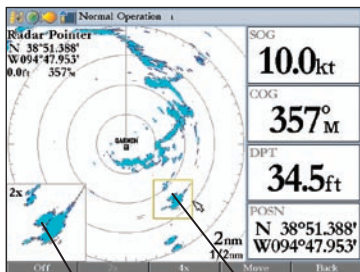 Normal Operation
Radar Pointer
N 38°51.388'
W094°47.953'
0.0ft 357°M
GARMIN
2x
2nm
1/2nm
SOG
10.0kt
COG
357°M
DPT
34.5ft
POSN
N 38°51.388'
W094°47.953'
Off
2x
4x
Move
Back